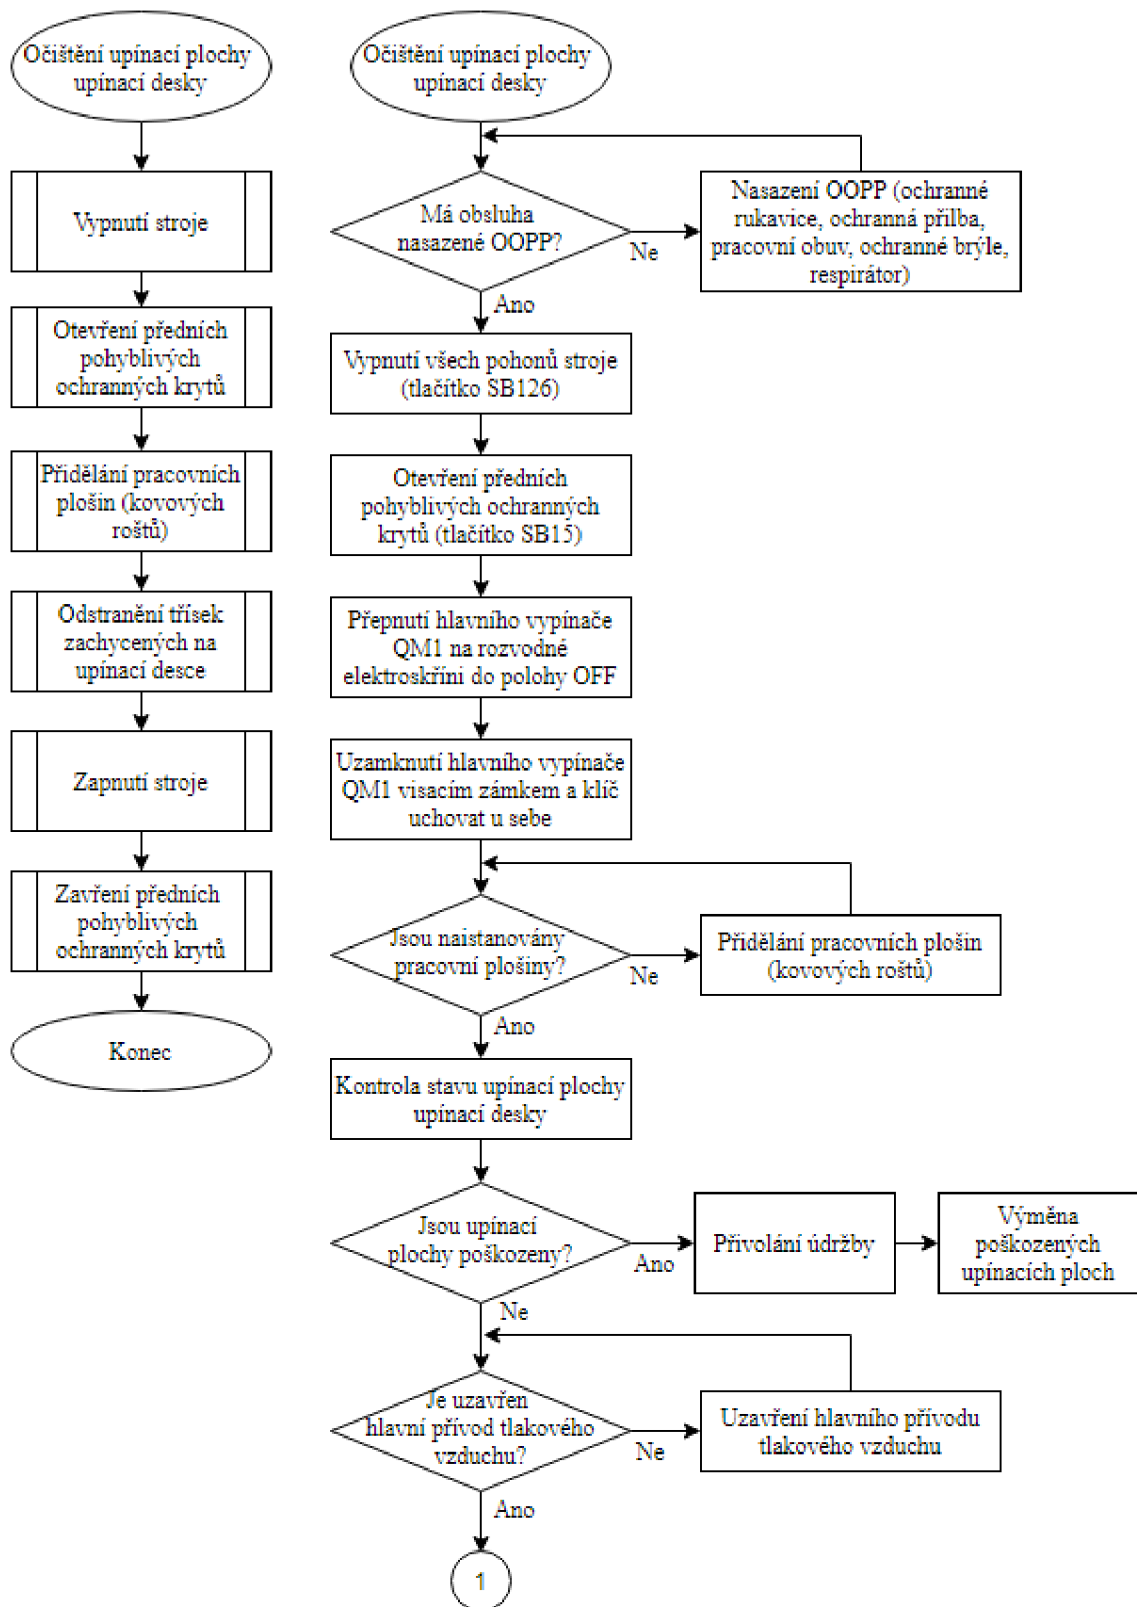 Očištění upínací plochy
upínací desky
Vypnutí stroje
Otevření předních
pohyblivých
ochranných krytů
Přidělání pracovních
plošin (kovových
roštů)
Odstranění třísek
zachycených na
upínací desce
Zapnutí stroje
Zavření předních
pohyblivých
ochranných krytů
Konec
Očištění upínací plochy
upínací desky
Má obsluha
nasazené OOPP?
Ne
Nasazení OOPP (ochranné
rukavice, ochranná přilba,
pracovní obuv, ochranné brýle,
respirátor)
Ano
Vypnutí všech pohonů stroje
(tlačítko SB126)
Otevření předních
pohyblivých ochranných
krytů (tlačítko SB15)
Přepnutí hlavního vypínače
QM1 na rozvodné
elektroskříni do polohy OFF
Uzamknutí hlavního vypínače
QM1 visacím zámkem a klíč
uchovat u sebe
Jsou naistanovány
pracovní plošiny?
Ne
Přidělání pracovních plošin
(kovových roštů)
Ano
Kontrola stavu upínací plochy
upínací desky
Jsou upínací
plochy poškozeny?
Ano
Přivolání údržby
Výměna
poškozených
upínacích ploch
Ne
Je uzavřen
hlavní přívod tlakového
vzduchu?
Ne
Uzavření hlavního přívodu
tlakového vzduchu
Ano
1